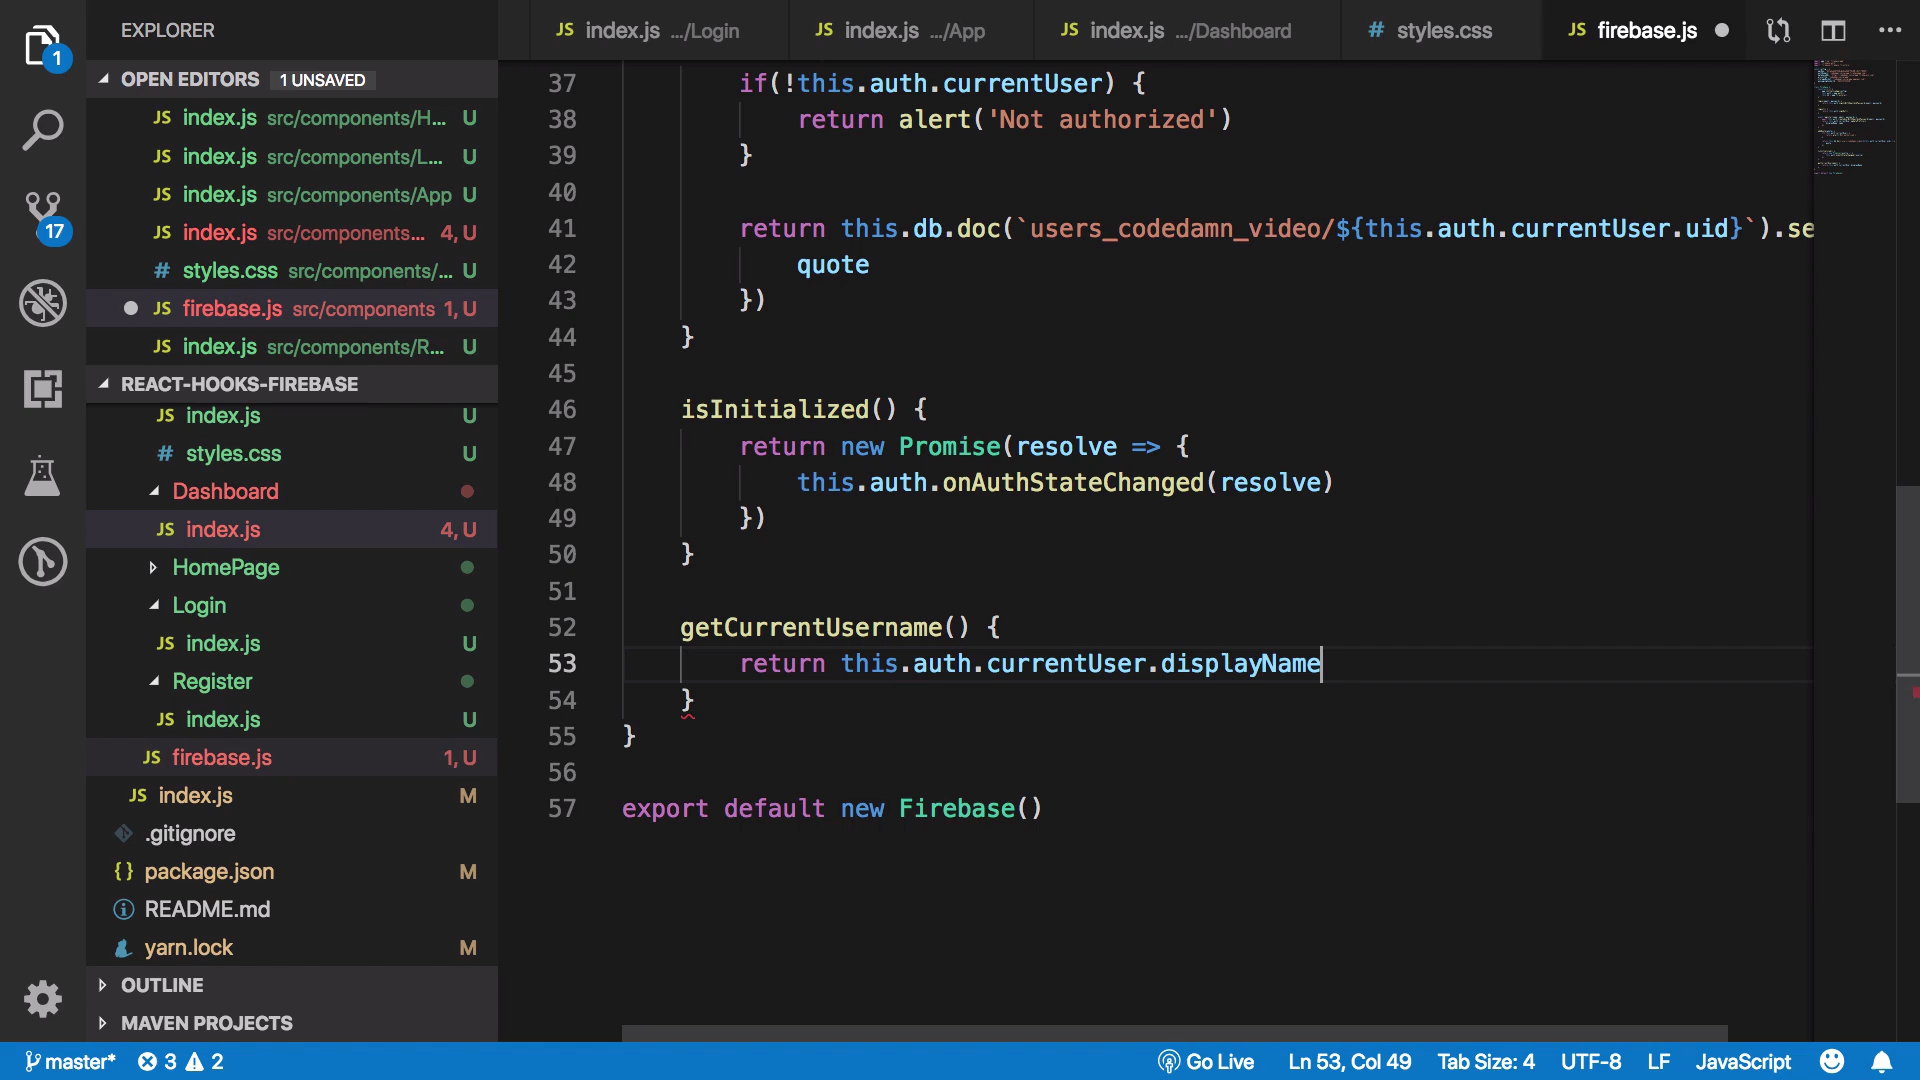 1
17
EXPLORER
OPEN EDITORS 1 UNSAVED
JS index.js src/components/H... U
JS index.js src/components/L... U
JS index.js src/components/App U
JS index.js src/components... 4, U
# styles.css src/components/... U
JS firebase.js src/components 1, U
JS index.js src/components/R... U
REACT-HOOKS-FIREBASE
JS index.js U
# styles.css U
Dashboard
JS index.js 4, U
HomePage
Login
JS index.js U
Register
JS index.js U
JS firebase.js 1, U
JS index.js M
.gitignore
{} package.json M
README.md
yarn.lock M
OUTLINE
MAVEN PROJECTS
JS index.js .../Login JS index.js .../App JS index.js .../Dashboard # styles.css JS firebase.js
37 if(!this.auth.currentUser) {
38 return alert('Not authorized')
39 }
40
41 return this.db.doc(`users_codedamn_video/${this.auth.currentUser.uid}`).se
42 quote
43 })
44 }
45
46 isInitialized() {
47 return new Promise(resolve => {
48 this.auth.onAuthStateChanged(resolve)
49 })
50 }
51
52 getCurrentUsername() {
53 return this.auth.currentUser.displayName
54 }
55 }
56
57 export default new Firebase()
master* 3 2 Go Live Ln 53, Col 49 Tab Size: 4 UTF-8 LF JavaScript